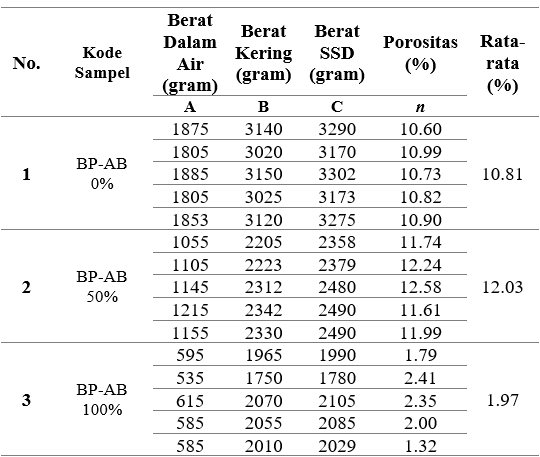 No. Kode Sampel Berat Dalam Air (gram) Berat Kering (gram) Berat SSD (gram) Porositas (%) Rata-rata (%)
A B C n
1 BP-AB 0% 1875 3140 3290 10.60 10.81
1805 3020 3170 10.99
1885 3150 3302 10.73
1805 3025 3173 10.82
1853 3120 3275 10.90
2 BP-AB 50% 1055 2205 2358 11.74 12.03
1105 2223 2379 12.24
1145 2312 2480 12.58
1215 2342 2490 11.61
1155 2330 2490 11.99
3 BP-AB 100% 595 1965 1990 1.79 1.97
535 1750 1780 2.41
615 2070 2105 2.35
585 2055 2085 2.00
585 2010 2029 1.32